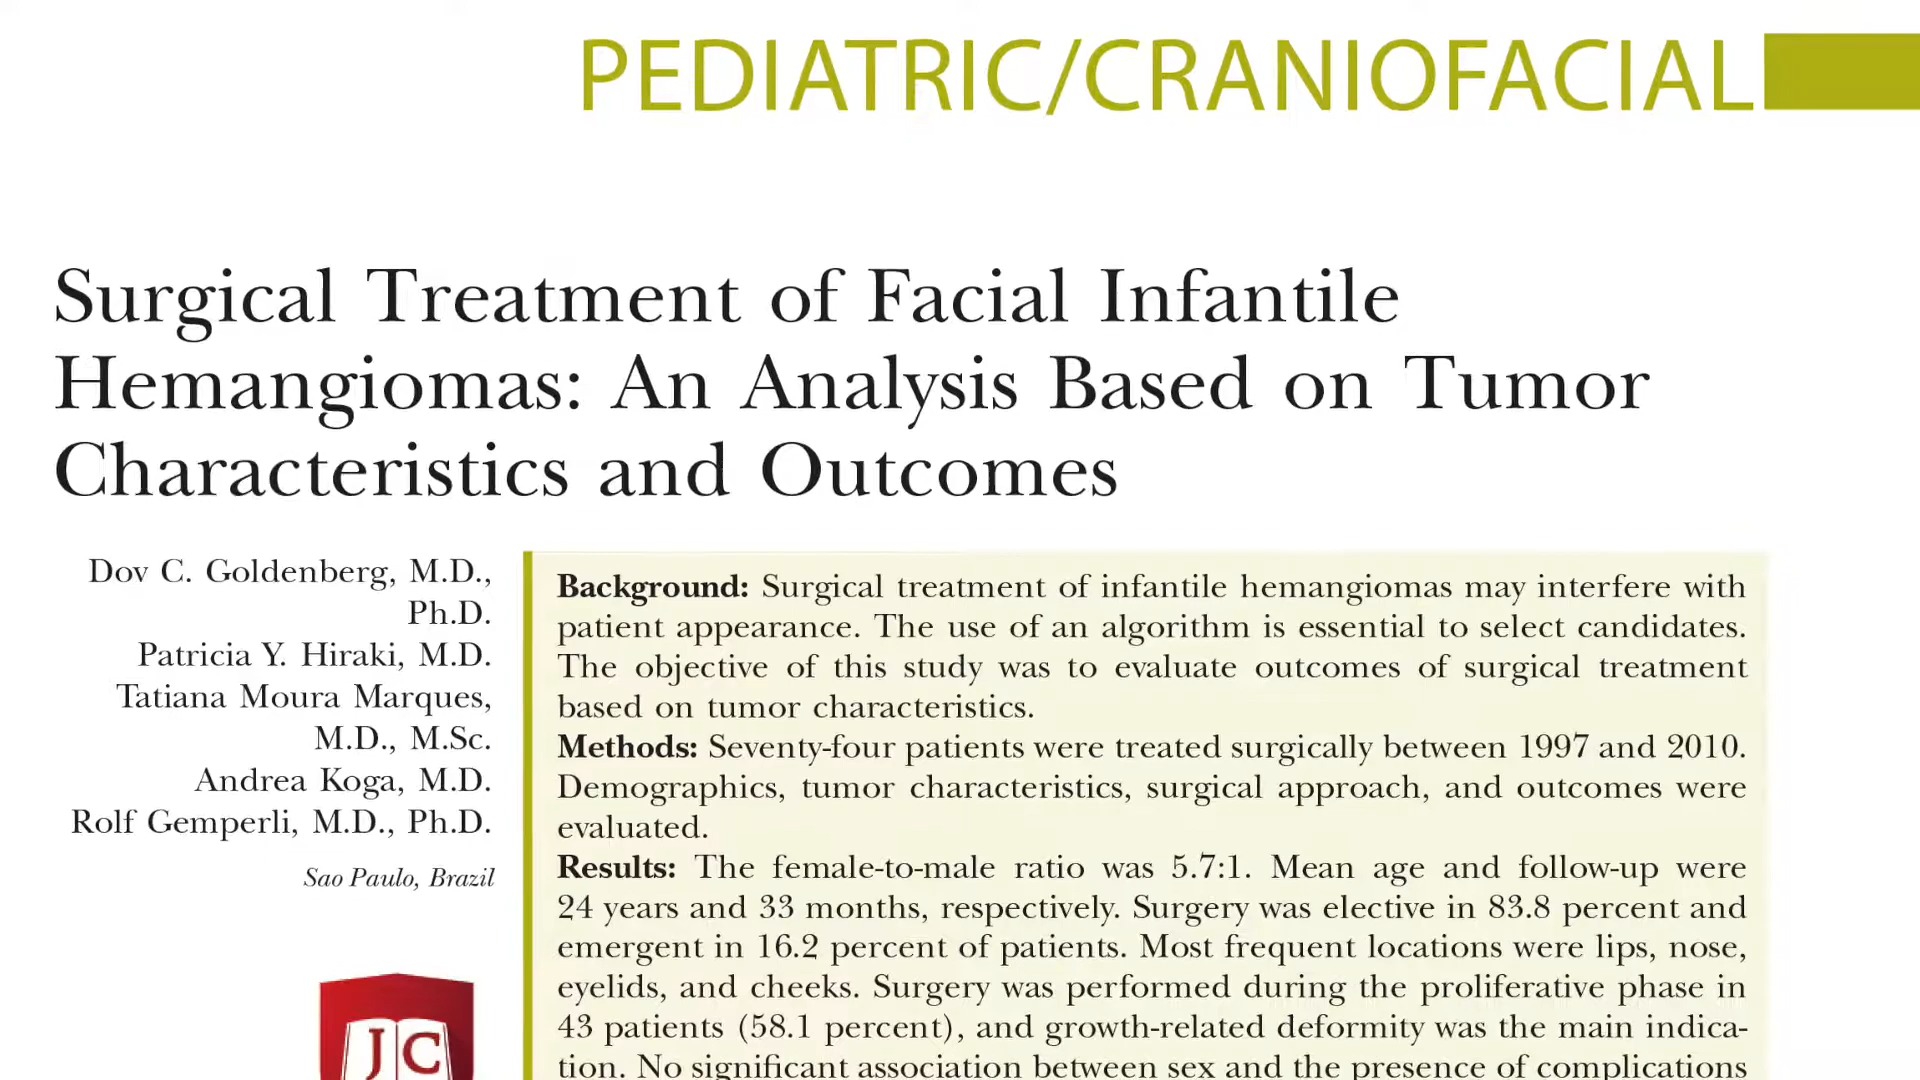 PEDIATRIC/CRANIOFACIAL
Surgical Treatment of Facial Infantile
Hemangiomas: An Analysis Based on Tumor
Characteristics and Outcomes
Dov C. Goldenberg, M.D.,
Ph.D.
Patricia Y. Hiraki, M.D.
Tatiana Moura Marques,
M.D., M.Sc.
Andrea Koga, M.D.
Rolf Gemperli, M.D., Ph.D.
Sao Paulo, Brazil
JC
Background: Surgical treatment of infantile hemangiomas may interfere with
patient appearance. The use of an algorithm is essential to select candidates.
The objective of this study was to evaluate outcomes of surgical treatment
based on tumor characteristics.
Methods: Seventy-four patients were treated surgically between 1997 and 2010.
Demographics, tumor characteristics, surgical approach, and outcomes were
evaluated.
Results: The female-to-male ratio was 5.7:1. Mean age and follow-up were
24 years and 33 months, respectively. Surgery was elective in 83.8 percent and
emergent in 16.2 percent of patients. Most frequent locations were lips, nose,
eyelids, and cheeks. Surgery was performed during the proliferative phase in
43 patients (58.1 percent), and growth-related deformity was the main indica-
tion. No significant association between sex and the presence of complications